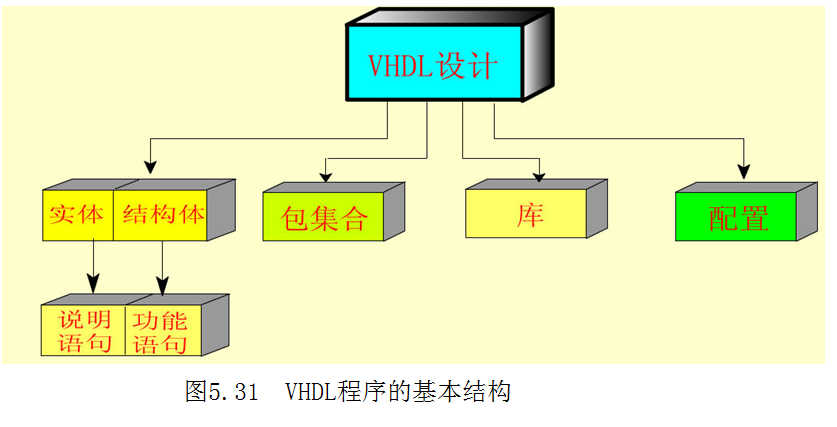 VHDL设计
实体 结构体 包集合 库 配置
说明 功能
语句 语句
图5.31 VHDL程序的基本结构